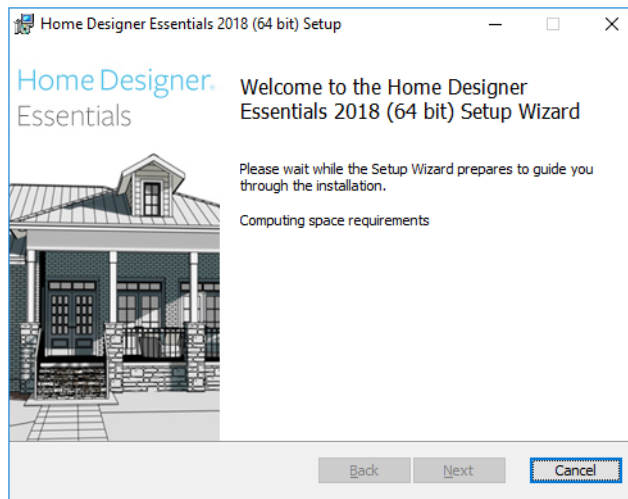 Home Designer Essentials 2018 (64 bit) Setup
Home Designer®
Essentials
Welcome to the Home Designer
Essentials 2018 (64 bit) Setup Wizard
Please wait while the Setup Wizard prepares to guide you
through the installation.
Computing space requirements
Back Next Cancel